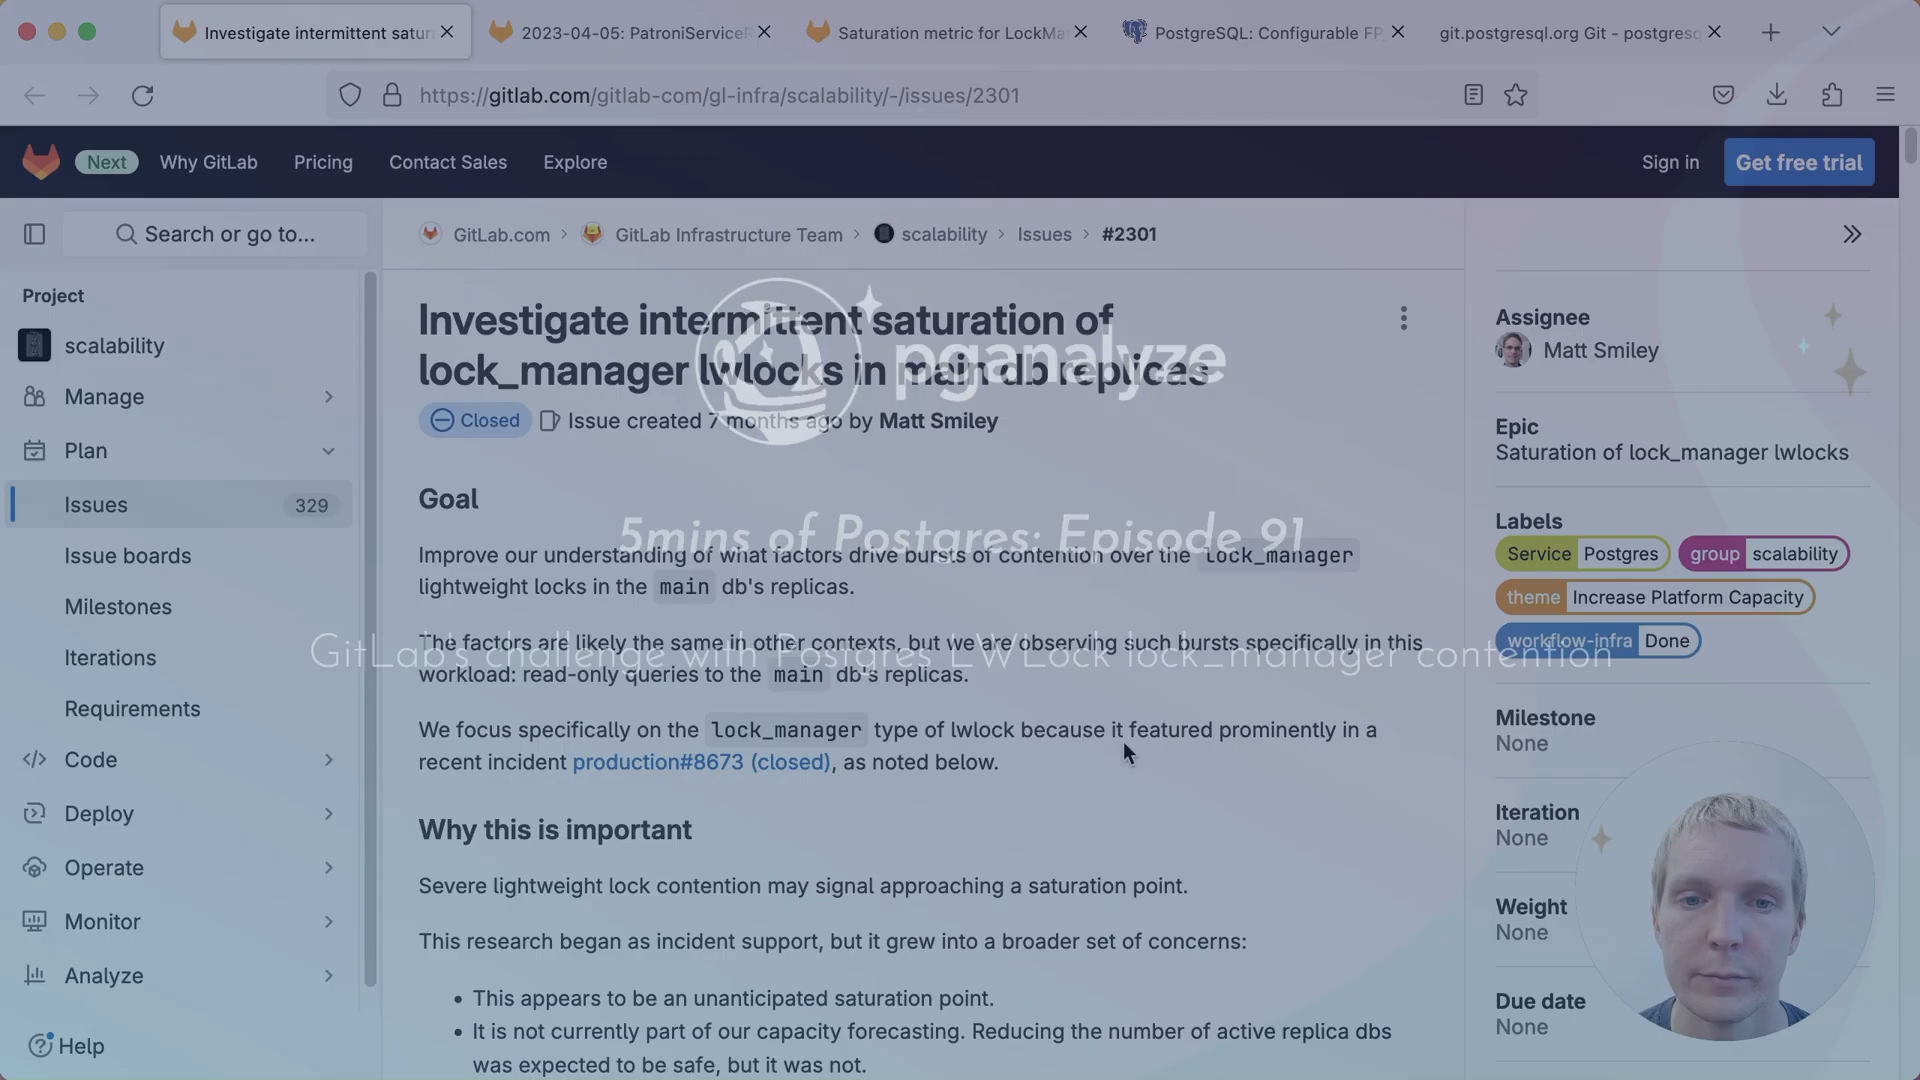 Investigate intermittent satur
2023-04-05: PatroniService
Saturation metric for LockMa
PostgreSQL: Configurable FP
git.postgresql.org Git - postgresq
https://gitlab.com/gitlab-com/gl-infra/scalability/-/issues/2301
Next
Why GitLab
Pricing
Contact Sales
Explore
Sign in
Get free trial
Search or go to...
GitLab.com
GitLab Infrastructure Team
scalability
Issues
#2301
Project
scalability
Manage
Plan
Issues 329
Issue boards
Milestones
Iterations
Requirements
Code
Deploy
Operate
Monitor
Analyze
Help
Investigate intermittent saturation of
lock_manager lwlocks in main db replicas
pganalyze
Closed Issue created 7 months ago by Matt Smiley
Goal
5mins of Postgres: Episode 91
Improve our understanding of what factors drive bursts of contention over the lock_manager
lightweight locks in the main db's replicas.
GitLab's challenge with Postgres LWLock lock_manager contention
The factors are likely the same in other contexts, but we are observing such bursts specifically in this
workload: read-only queries to the main db's replicas.
We focus specifically on the lock_manager type of lwlock because it featured prominently in a
recent incident production#8673 (closed), as noted below.
Why this is important
Severe lightweight lock contention may signal approaching a saturation point.
This research began as incident support, but it grew into a broader set of concerns:
• This appears to be an unanticipated saturation point.
• It is not currently part of our capacity forecasting. Reducing the number of active replica dbs
was expected to be safe, but it was not.
Assignee
Matt Smiley
Epic
Saturation of lock_manager lwlocks
Labels
Service Postgres
group scalability
theme Increase Platform Capacity
workflow-infra Done
Milestone
None
Iteration
None
Weight
None
Due date
None